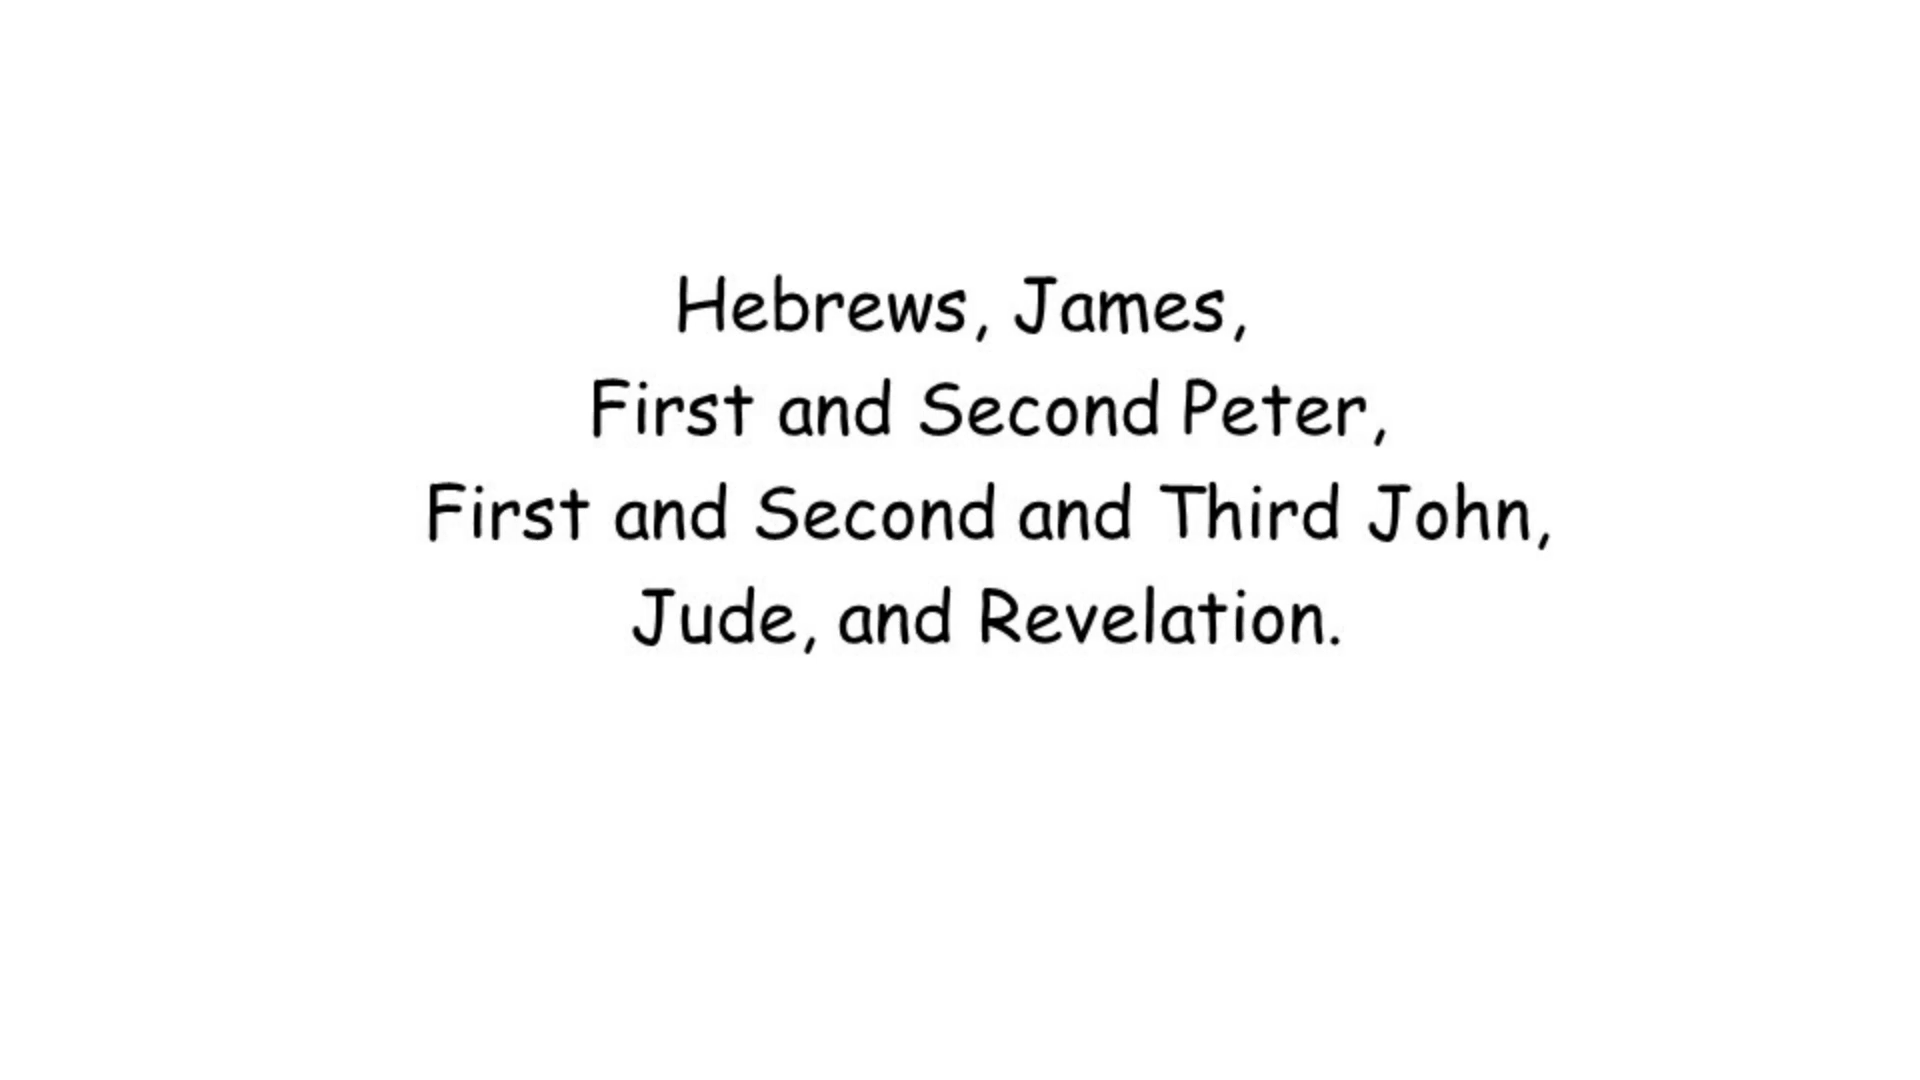 Hebrews, James,
First and Second Peter,
First and Second and Third John,
Jude, and Revelation.